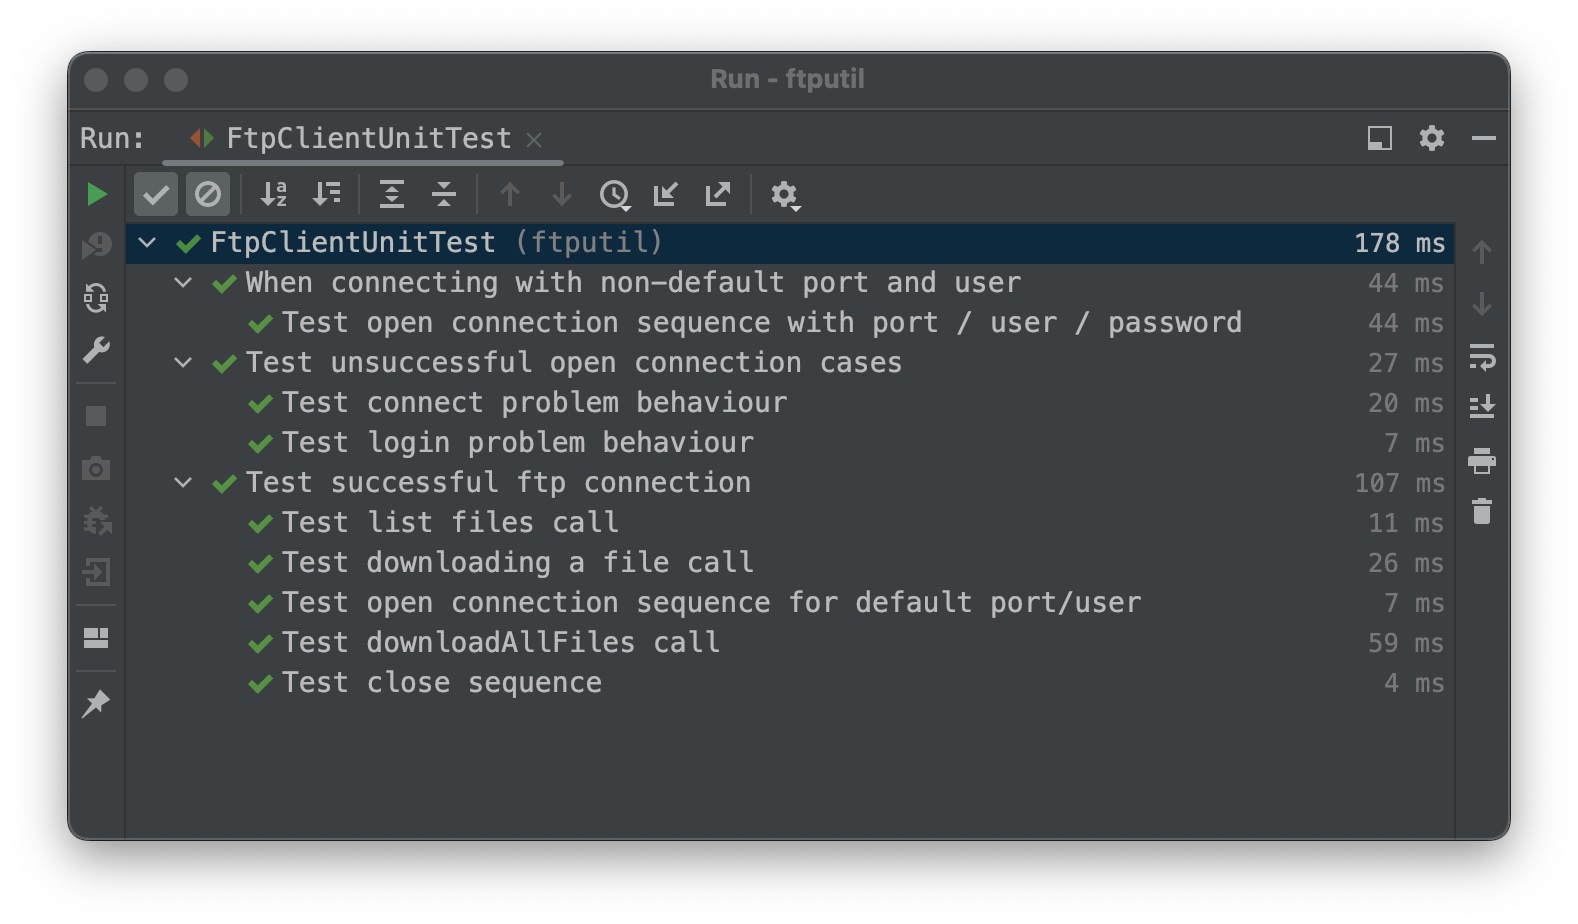 Run - ftputil
Run: FtpClientUnitTest
FtpClientUnitTest (ftputil) 178 ms
When connecting with non-default port and user 44 ms
Test open connection sequence with port / user / password 44 ms
Test unsuccessful open connection cases 27 ms
Test connect problem behaviour 20 ms
Test login problem behaviour 7 ms
Test successful ftp connection 107 ms
Test list files call 11 ms
Test downloading a file call 26 ms
Test open connection sequence for default port/user 7 ms
Test downloadAllFiles call 59 ms
Test close sequence 4 ms